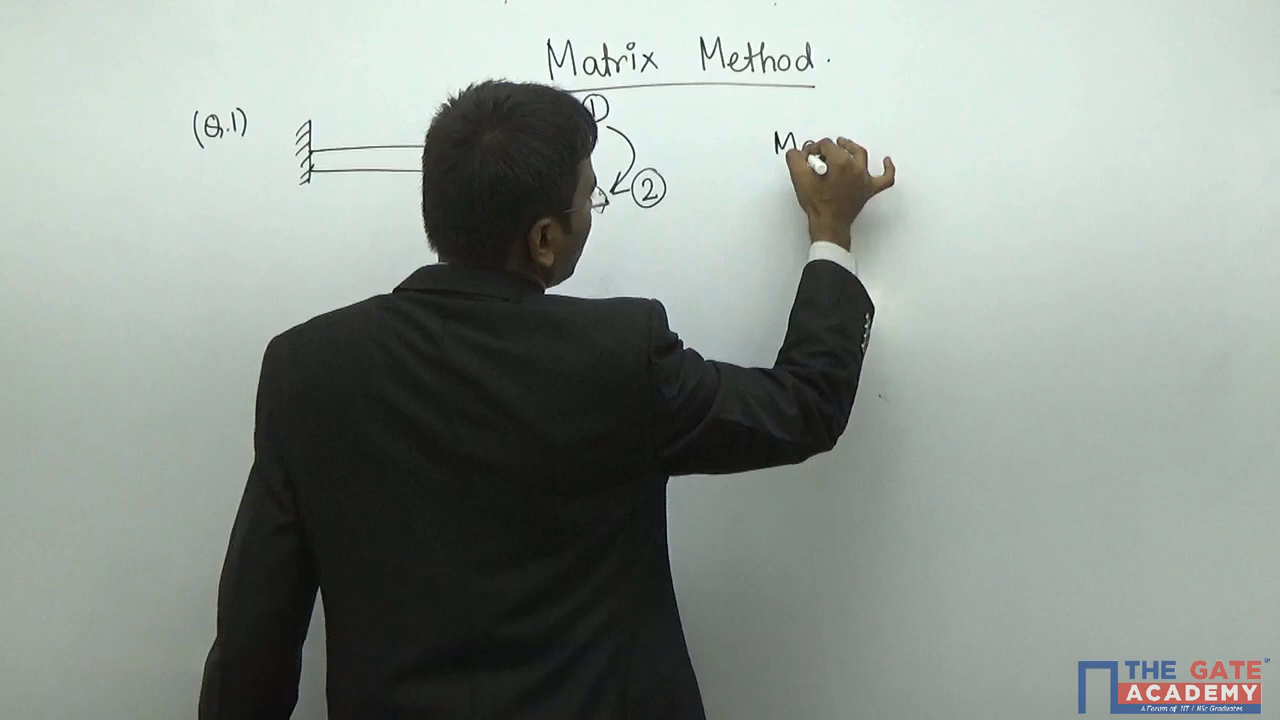 Matrix Method.
(Q.1)
1
2
THE GATE
ACADEMY
A Forum of IIT / IISc Graduates